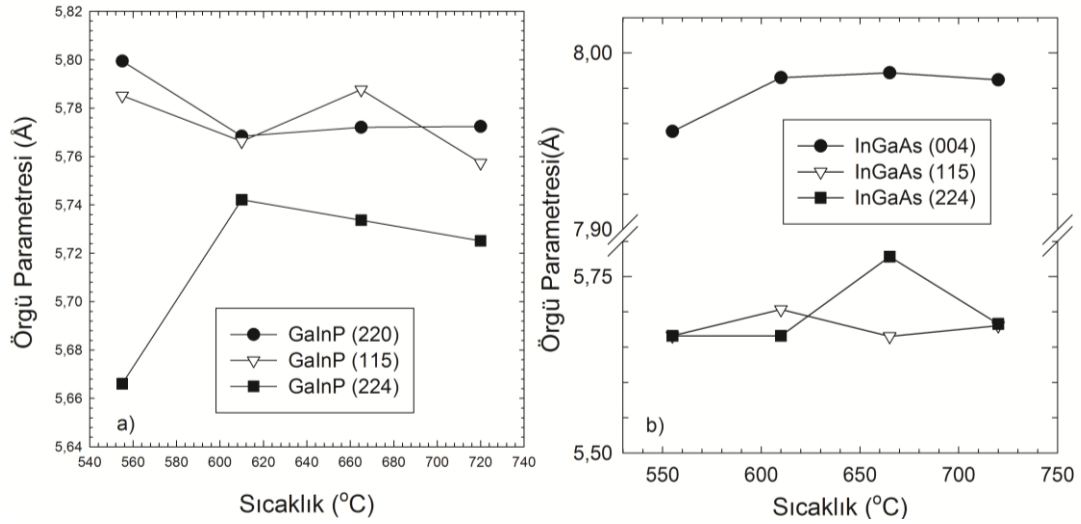 5,82
5,80
5,78
5,76
5,74
5,72
5,70
5,68
5,66
5,64
Örgü Parametresi (Å)
GaInP (220)
GaInP (115)
GaInP (224)
a)
540 560 580 600 620 640 660 680 700 720 740
Sıcaklık (°C)
8,00
7,90
5,75
5,50
Örgü Parametresi(Å)
InGaAs (004)
InGaAs (115)
InGaAs (224)
b)
550 600 650 700 750
Sıcaklık (°C)